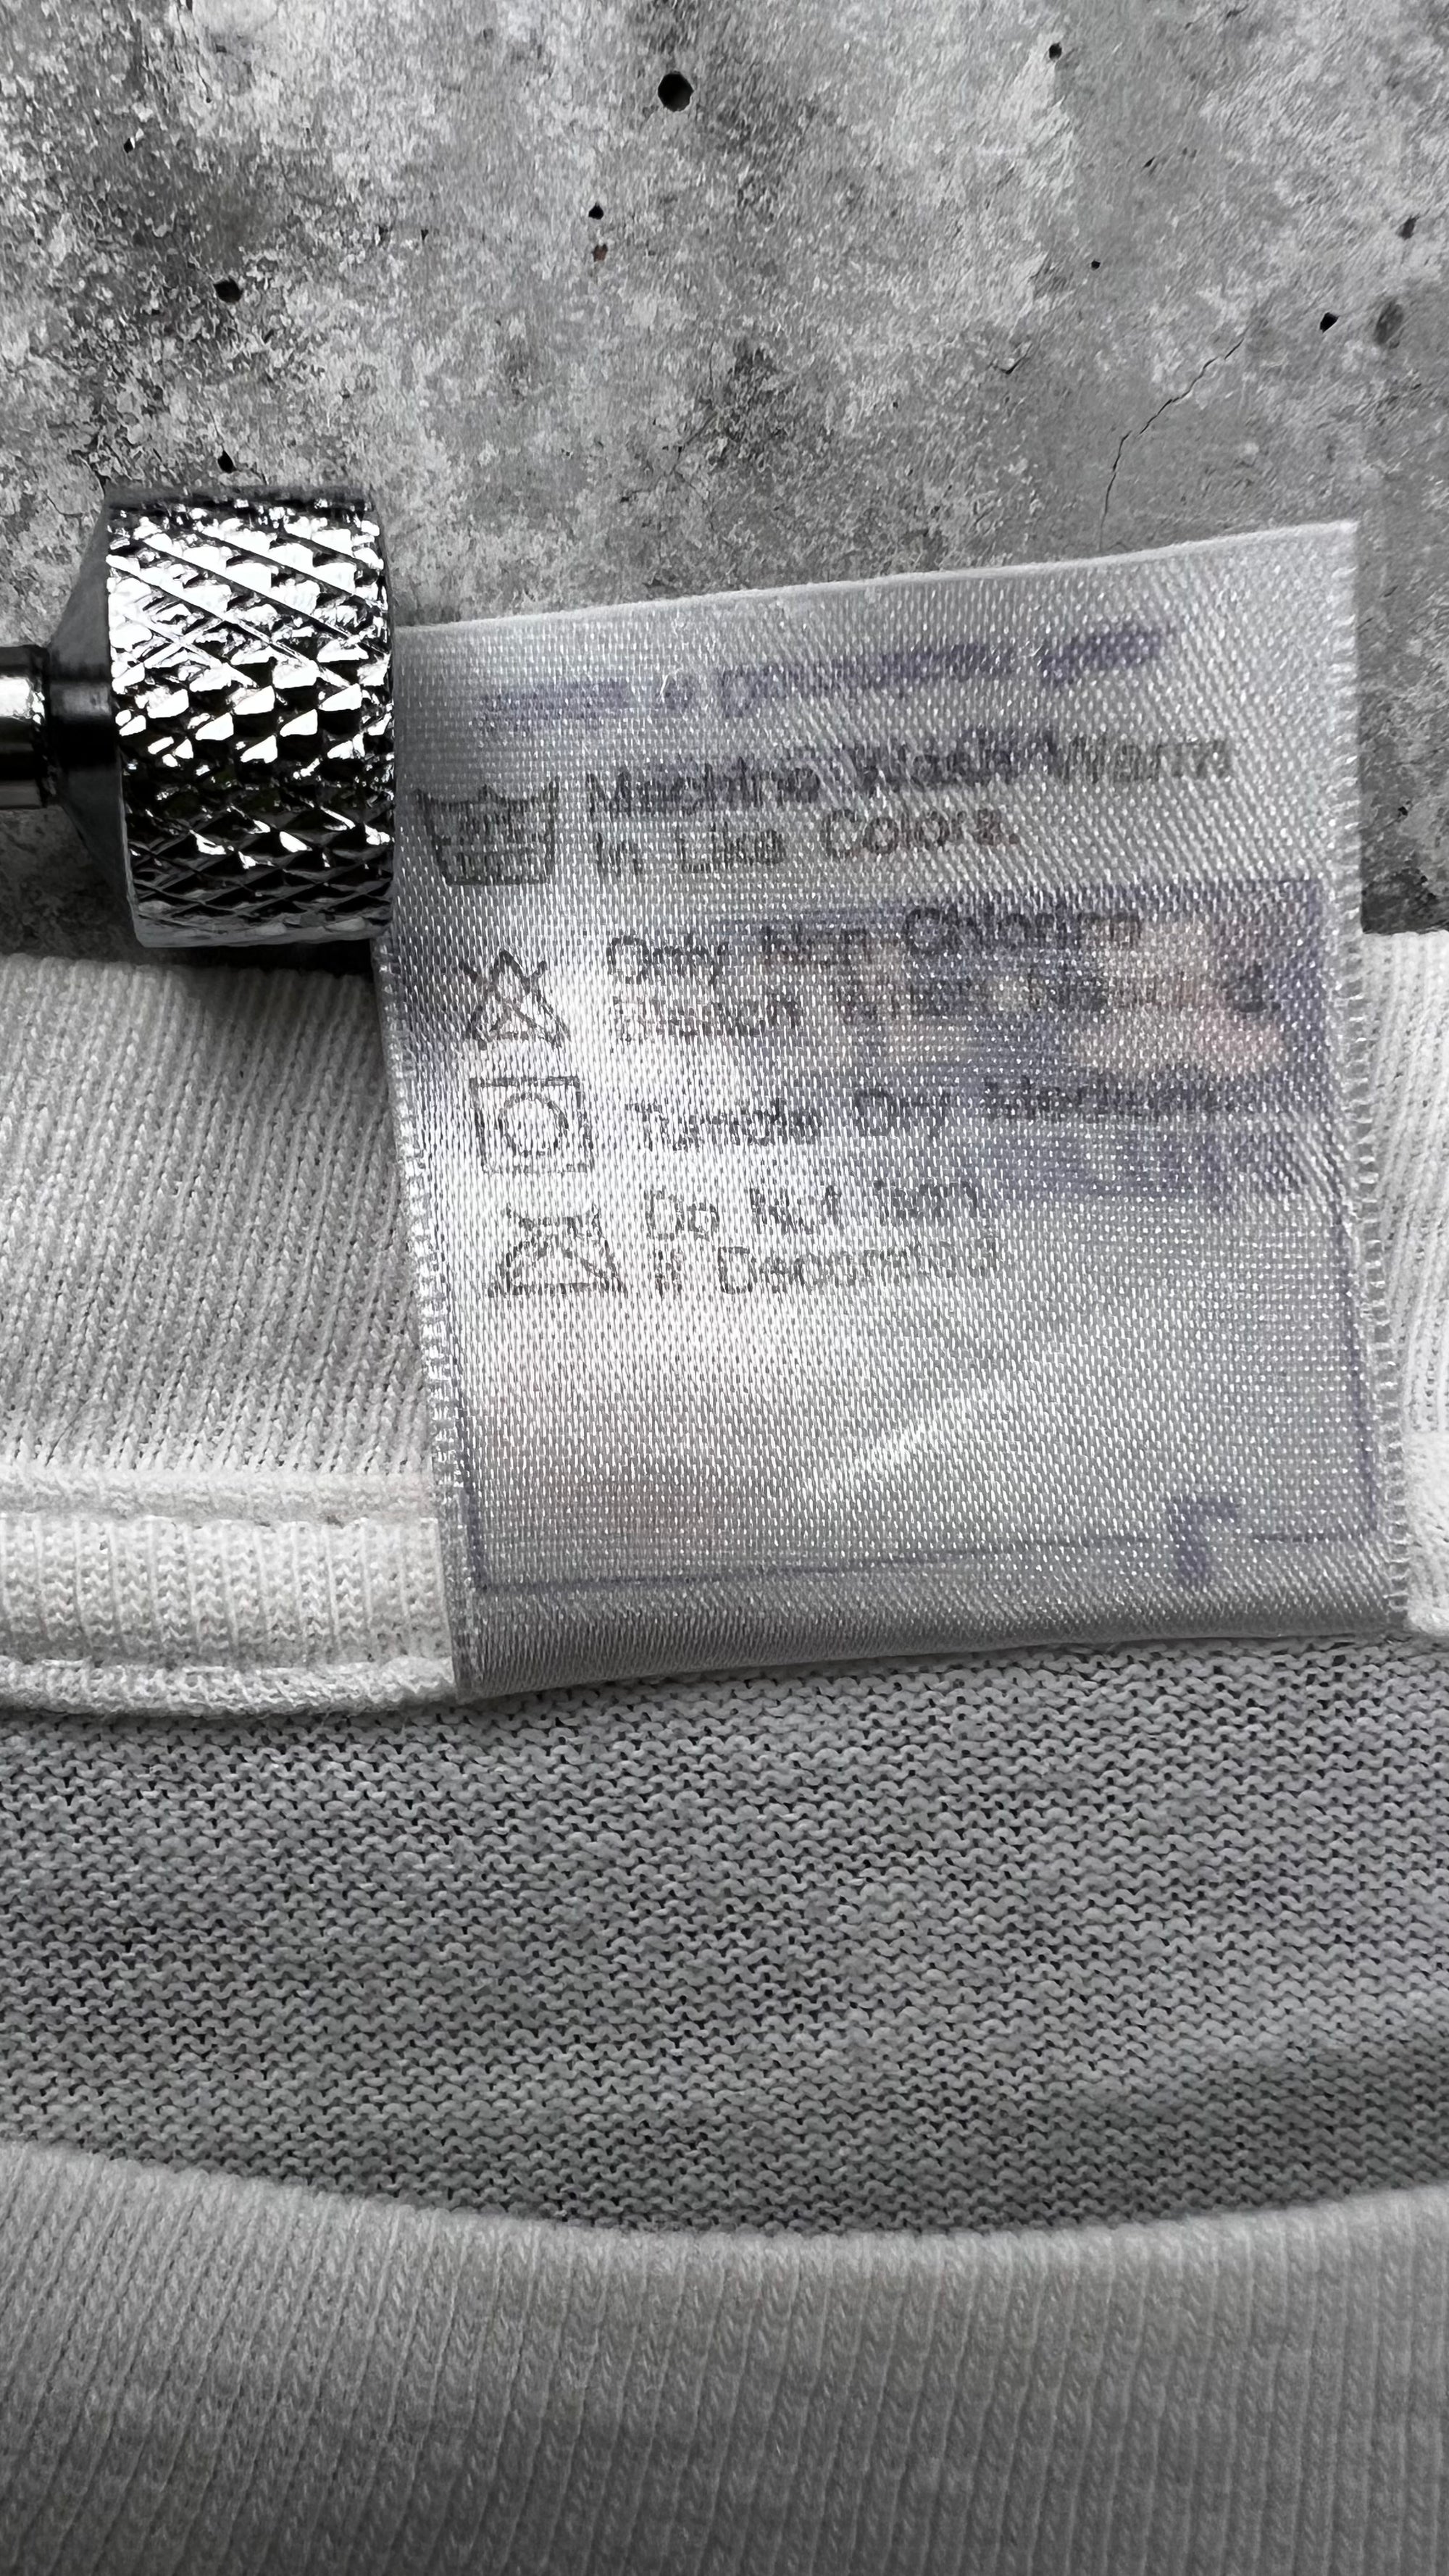 Machine Wash Warm
In Like Colors.
Only Non Chlorine
Bleach When Needed
Tumble Dry Medium.
Do Not Iron
If Decorated